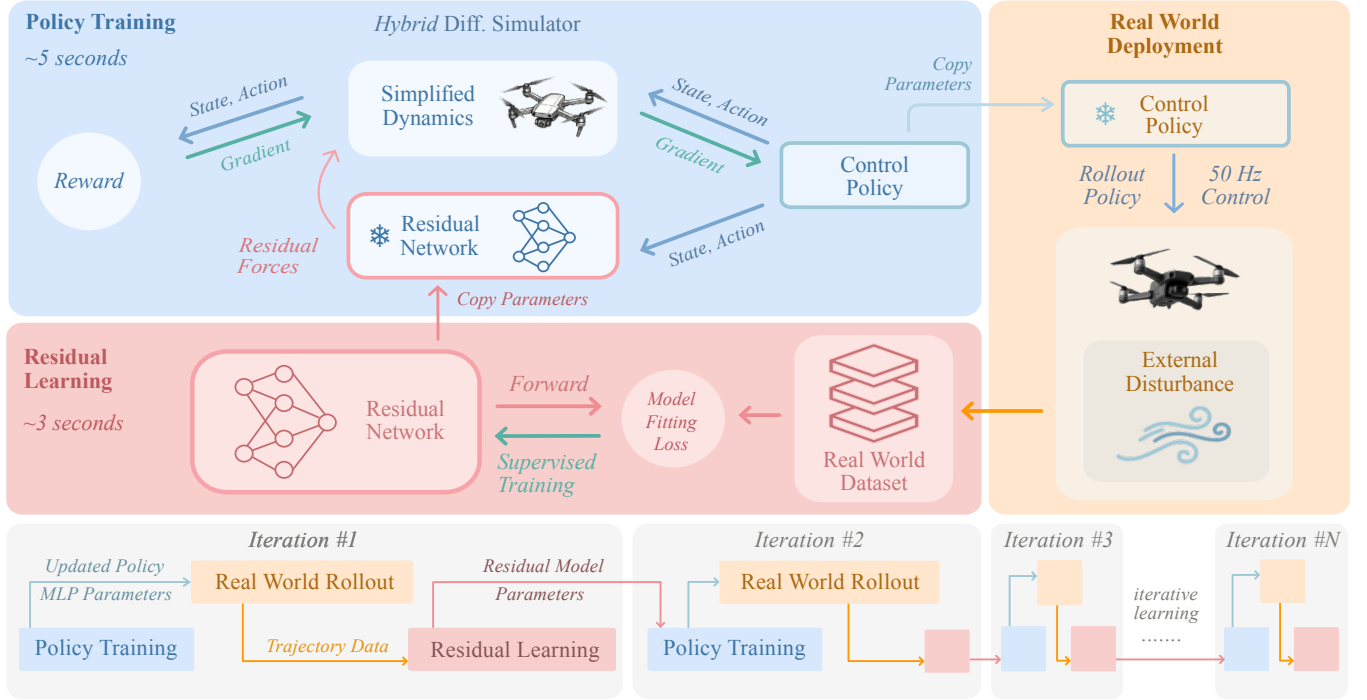 Policy Training
~5 seconds
Hybrid Diff. Simulator
State, Action
Gradient
Reward
Simplified
Dynamics
State, Action
Gradient
Control
Policy
Copy
Parameters
Residual
Forces
Residual
Network
State, Action
Copy Parameters
Real World
Deployment
Control
Policy
Rollout
Policy
50 Hz
Control
External
Disturbance
Residual
Learning
~3 seconds
Residual
Network
Forward
Supervised
Training
Model
Fitting
Loss
Real World
Dataset
Iteration #1
Updated Policy
MLP Parameters
Real World Rollout
Residual Model
Parameters
Policy Training
Trajectory Data
Residual Learning
Iteration #2
Real World Rollout
Policy Training
Iteration #3
iterative
learning
.......
Iteration #N